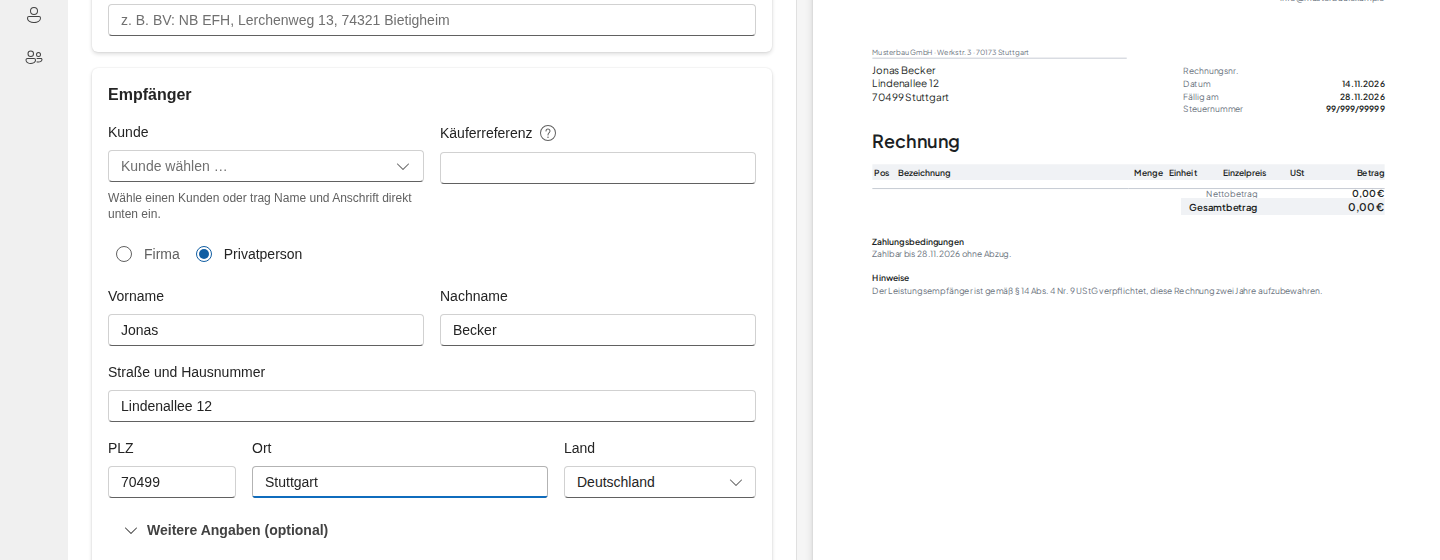 z. B. BV: NB EFH, Lerchenweg 13, 74321 Bietigheim
Empfänger
Kunde
Käuferreferenz
Kunde wählen …
Wähle einen Kunden oder trag Name und Anschrift direkt
unten ein.
Firma
Privatperson
Vorname
Nachname
Jonas
Becker
Straße und Hausnummer
Lindenallee 12
PLZ
Ort
Land
70499
Stuttgart
Deutschland
Weitere Angaben (optional)
Musterbau GmbH · Werkstr. 3 · 70173 Stuttgart
Jonas Becker
Lindenallee 12
70499 Stuttgart
Rechnungsnr.
Datum 14.11.2026
Fällig am 28.11.2026
Steuernummer 99/999/99999
Rechnung
Pos Bezeichnung Menge Einheit Einzelpreis USt Betrag
Nettobetrag 0,00 €
Gesamtbetrag 0,00 €
Zahlungsbedingungen
Zahlbar bis 28.11.2026 ohne Abzug.
Hinweise
Der Leistungsempfänger ist gemäß § 14 Abs. 4 Nr. 9 UStG verpflichtet, diese Rechnung zwei Jahre aufzubewahren.